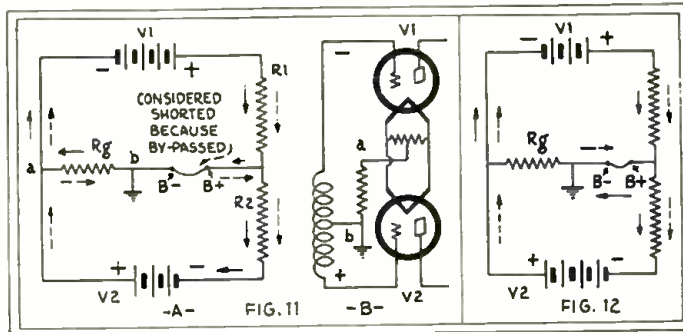 V1
- +
R1
CONSIDERED
SHORTED
BECAUSE
BY-PASSED
a Rg b
B- B+
R2
+ -
V2
-A- FIG. 11
- V1
a
b
+ V2
-B-
V1
- +
Rg
B- B+
+ -
V2 FIG. 12